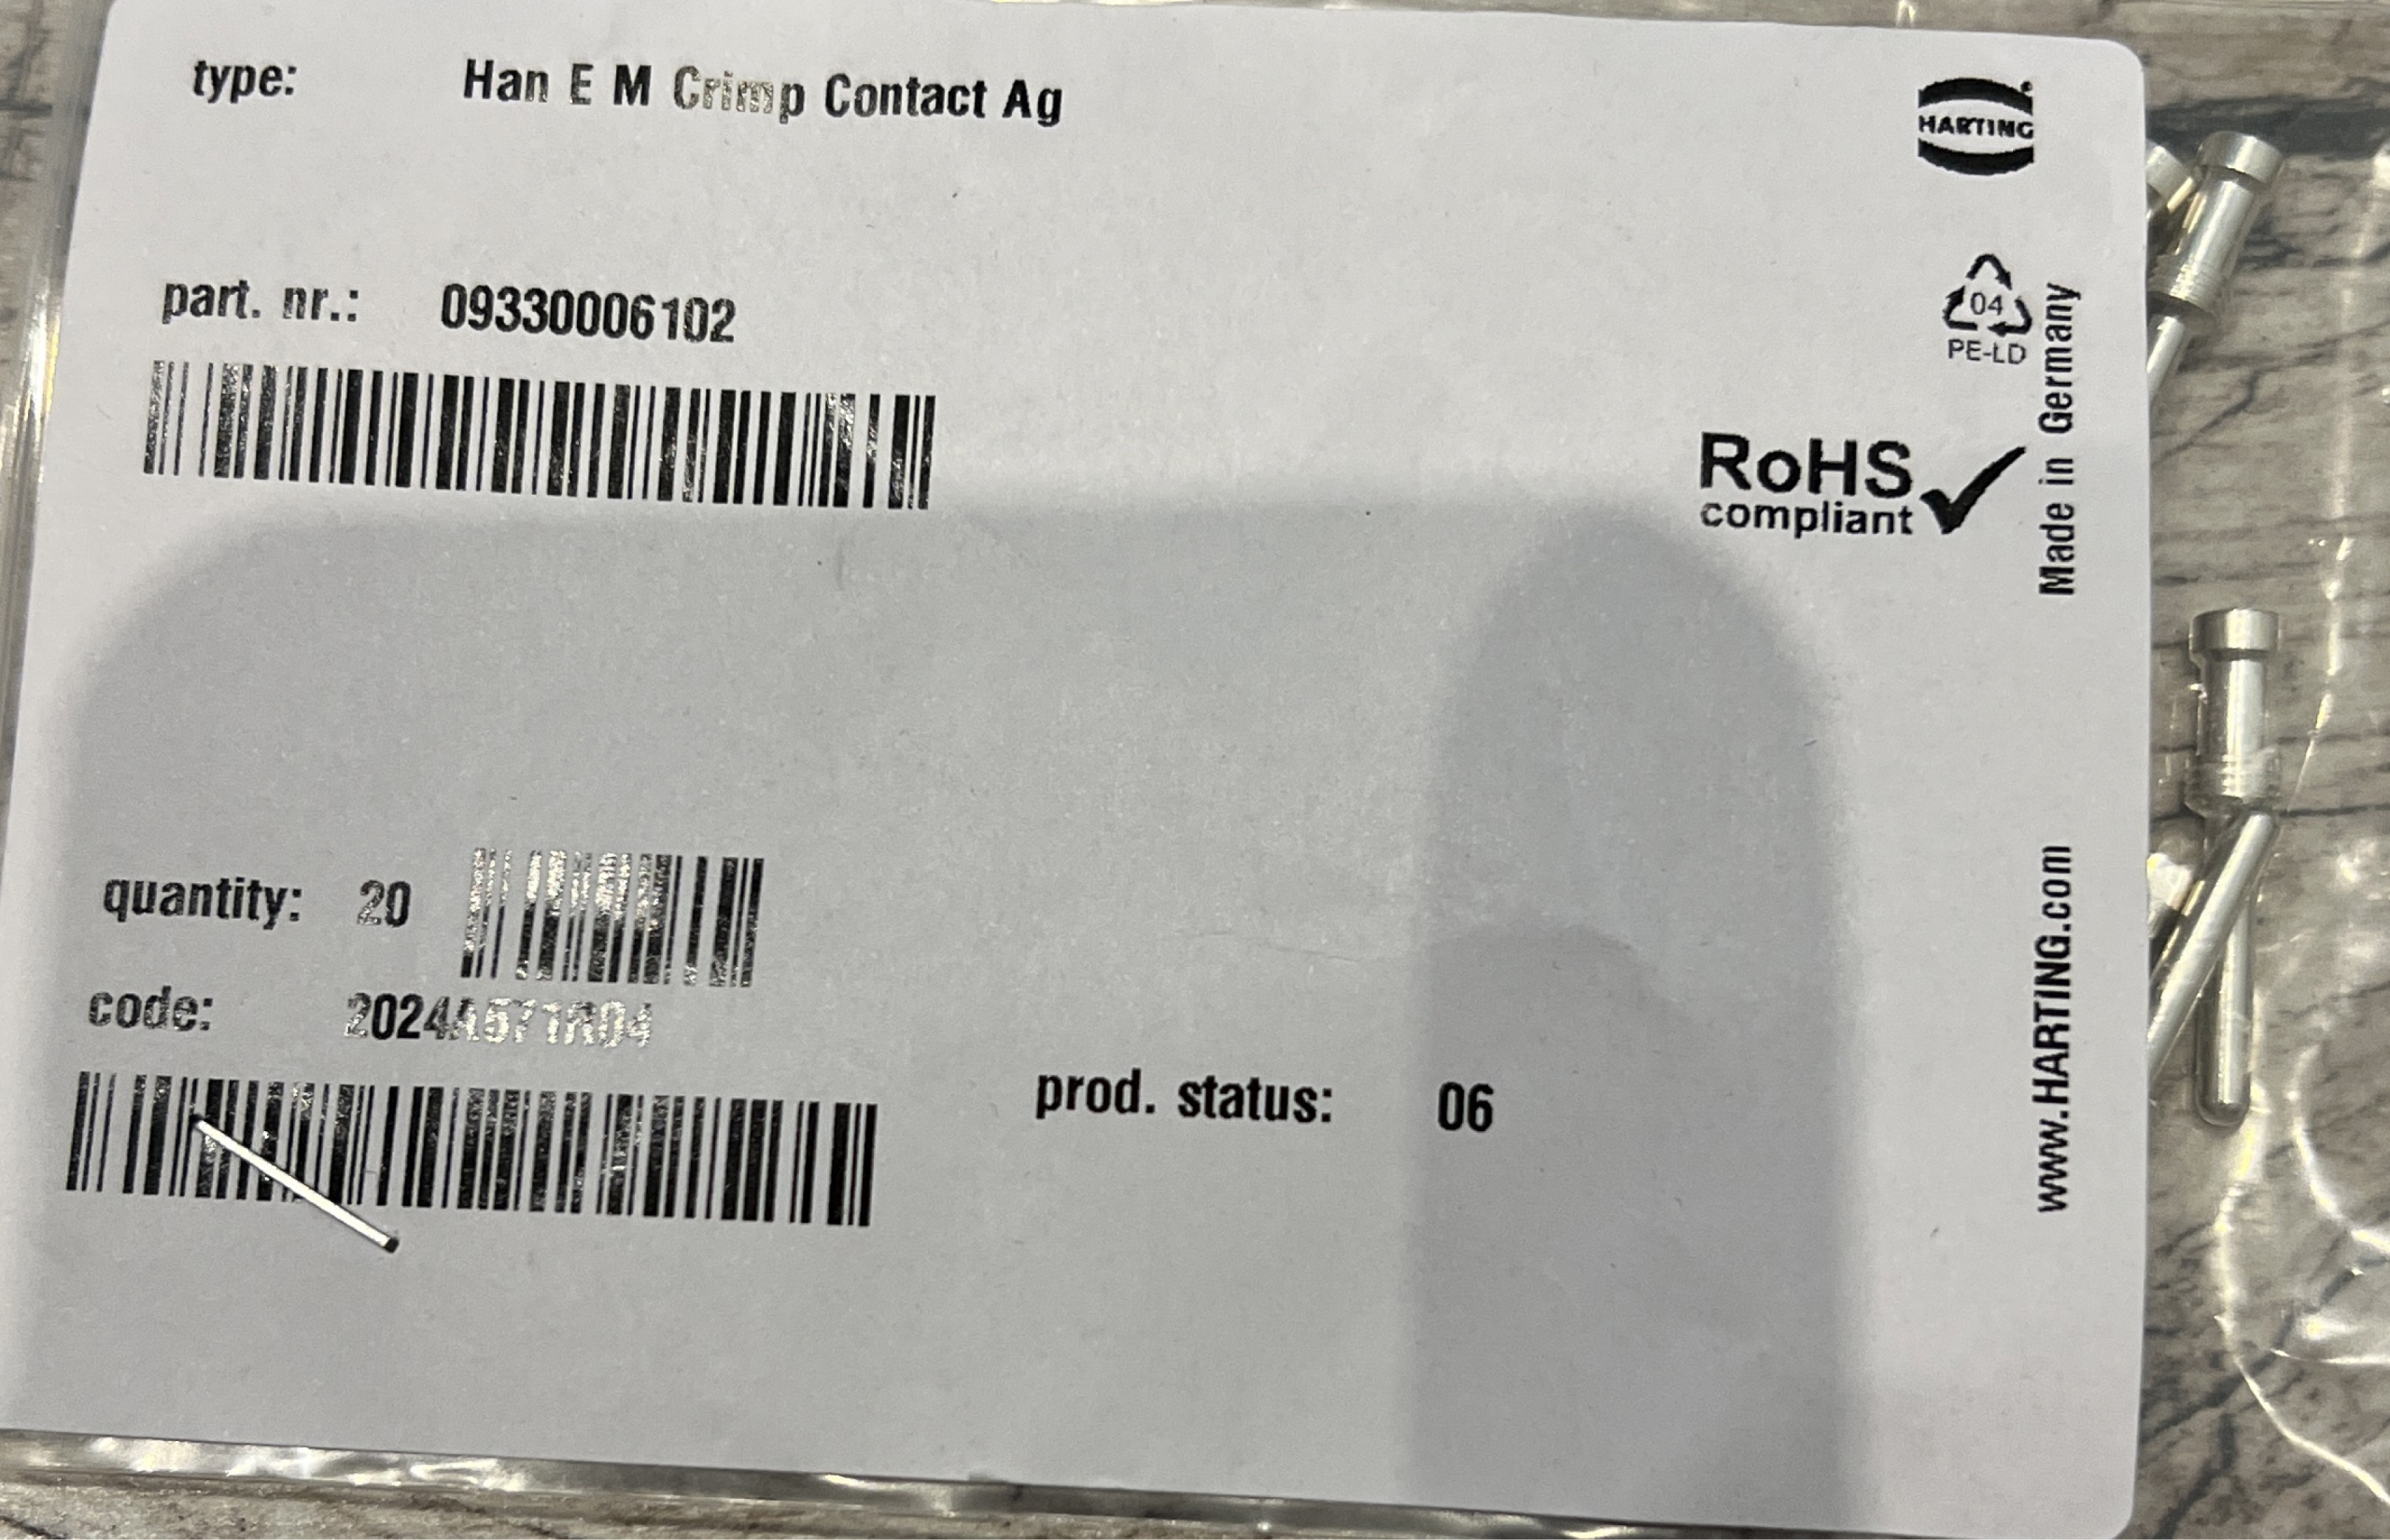 type: Han E M Crimp Contact Ag
HARTING
part. nr.: 09330006102
04
PE-LD
RoHS
compliant
Made in Germany
quantity: 20
code: 2024A571R04
prod. status: 06
www.HARTING.com